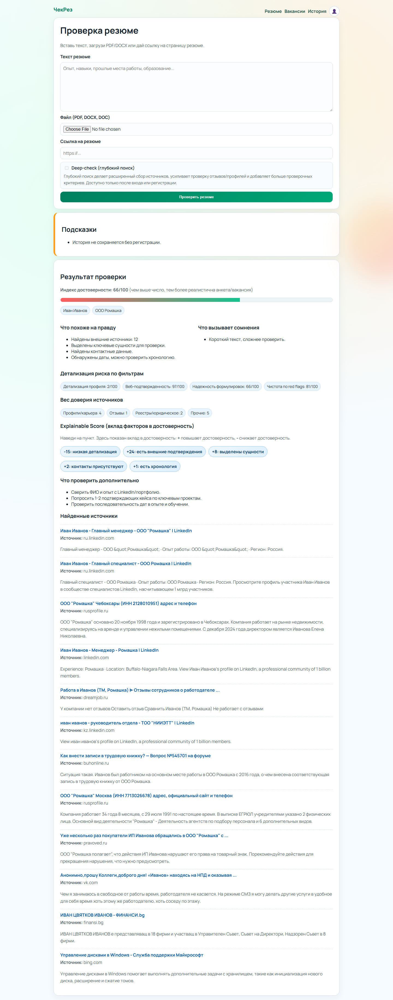 ЧекРез
Резюме Вакансии История
Проверка резюме
Вставь текст, загрузи PDF/DOCX или дай ссылку на страницу резюме.
Текст резюме
Опыт, навыки, прошлые места работы, образование...
Файл (PDF, DOCX, DOC)
Choose File No file chosen
Ссылка на резюме
https://...
Deep-check (глубокий поиск)
Глубокий поиск делает расширенный сбор источников, усиливает проверку отзывов/профилей и добавляет больше проверочных
критериев. Доступно только после входа или регистрации.
Проверить резюме
Подсказки
История не сохраняется без регистрации.
Результат проверки
Индекс достоверности: 66/100 (чем выше число, тем более реалистична анкета/вакансия)
Иван Иванов ООО Ромашка
Что похоже на правду
Найдены внешние источники: 12
Выделены ключевые сущности для проверки.
Найдены контактные данные.
Обнаружены даты, можно проверить хронологию.
Что вызывает сомнения
Короткий текст, сложнее проверить.
Детализация риска по фильтрам
Детализация профиля: 2/100 Веб-подтвержденность: 97/100 Надежность формулировок: 66/100 Чистота по red flags: 81/100
Вес доверия источников
Профили/карьера: 4 Отзывы: 1 Реестры/юридическое: 2 Прочие: 5
Explainable Score (вклад факторов в достоверность)
Наведи на пункт. Здесь показан вклад в достоверность: + повышает достоверность, - снижает достоверность.
-15: низкая детализация +24: есть внешние подтверждения +8: выделены сущности
+2: контакты присутствуют +1: есть хронология
Что проверить дополнительно
Сверить ФИО и опыт с LinkedIn/портфолио.
Попросить 1-2 подтверждающих кейса по ключевым проектам.
Проверить последовательность дат в опыте и обучении.
Найденные источники
Иван Иванов - Главный менеджер - ООО "Ромашка" | LinkedIn
Источник: ru.linkedin.com
Главный менеджер - ООО &quot;Ромашка&quot; · Опыт работы: ООО &quot;Ромашка&quot; · Регион: Россия.
Иван Иванов - Главный специалист - ООО Ромашка | LinkedIn
Источник: ru.linkedin.com
Главный специалист - ООО Ромашка · Опыт работы: ООО Ромашка · Регион: Россия. Просмотрите профиль участника Иван Иванов
в сообществе специалистов LinkedIn, насчитывающем 1 млрд участников.
ООО "Ромашка" Чебоксары (ИНН 2128010951) адрес и телефон
Источник: rusprofile.ru
ООО "Ромашка" основано 20 ноября 1998 года и зарегистрировано в Чебоксарах. Компания работает на рынке недвижимости,
специализируясь на аренде и управлении нежилыми помещениями. С декабря 2024 года директором является Иванова Елена
Николаевна.
Иван Иванов - Менеджер - Ромашка | LinkedIn
Источник: linkedin.com
Experience: Ромашка · Location: Buffalo-Niagara Falls Area. View Иван Иванов's profile on LinkedIn, a professional community of 1 billion
members.
Работа в Иванов (ТМ, Ромашка) ᐈ Отзывы сотрудников о работодателе ...
Источник: dreamjob.ru
У компании нет отзывов Оставить отзыв Сравнить Иванов (ТМ, Ромашка) Не работает с отзывами
иван иванов - руководитель отдела - ТОО "НИИЭТТ" | LinkedIn
Источник: kz.linkedin.com
View иван иванов's profile on LinkedIn, a professional community of 1 billion members.
Как внести записи в трудовую книжку? — Вопрос №545701 на форуме
Источник: buhonline.ru
Ситуация такая. Иванов был работником на основном месте работы в ООО Ромашка с 2016 года, о чем внесена соответствующая
запись в трудовую книжку от ООО Ромашка.
ООО "Ромашка" Москва (ИНН 7713026678) адрес, официальный сайт и телефон
Источник: rusprofile.ru
Компания работает 34 года 8 месяцев, с 29 июля 1991 по настоящее время. В выписке ЕГРЮЛ учредителями указано 2 физических
лица. Основной вид деятельности "Ромашка" - Деятельность агентств по подбору персонала и 6 дополнительных видов.
Уже несколько раз покупатели ИП Иванова обращались в ООО "Ромашка" с ...
Источник: pravoved.ru
ООО "Ромашка полагает", что действия ИП Иванова нарушают его права на товарный знак. Порекомендуйте действия для
прекращения нарушения, что нужно предусмотреть.
Анонимно,прошу Коллеги,доброго дня! «Иванов» находясь на НПД и оказывая ...
Источник: vk.com
Чем я занимаюсь в свободное от работы время, работодателя не касается. На режиме СМЗ я могу делать другие услуги в удобное
для себя время хоть этому же работодателю, хоть соседу по этажу.
ИВАН ЦВЯТКОВ ИВАНОВ - ФИНАНСИ.bg
Источник: finansi.bg
ИВАН ЦВЯТКОВ ИВАНОВ е представляващ в 18 фирми и участващ в Управителен Съвет, Съвет на Директори, Надзорен Съвет в 8
фирми.
Управление дисками в Windows - Служба поддержки Майкрософт
Источник: bing.com
Управление дисками в Windows помогает выполнять дополнительные задачи с хранилищем, такие как инициализация нового
диска, расширение и сжатие томов.